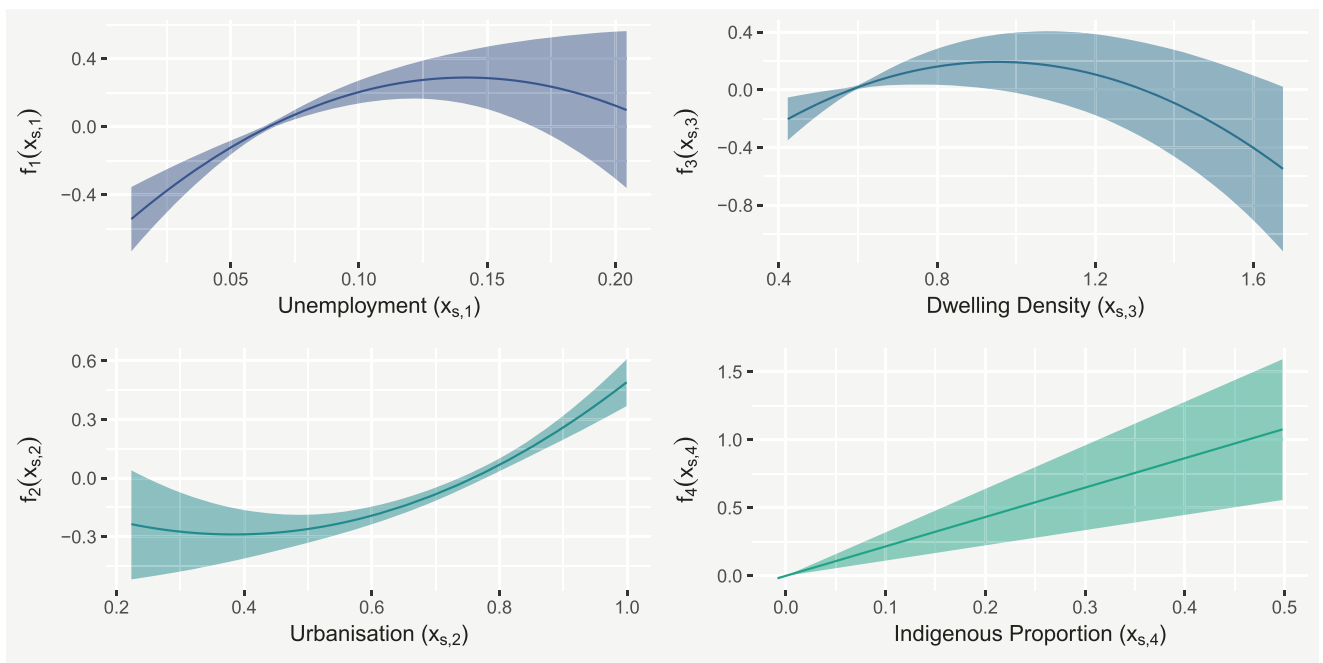 f1(xs,1)
0.4
0.0
−0.4
0.05 0.10 0.15 0.20
Unemployment (xs,1)
f3(xs,3)
0.4
0.0
−0.4
−0.8
0.4 0.8 1.2 1.6
Dwelling Density (xs,3)
f2(xs,2)
0.6
0.3
0.0
−0.3
0.2 0.4 0.6 0.8 1.0
Urbanisation (xs,2)
f4(xs,4)
1.5
1.0
0.5
0.0
0.0 0.1 0.2 0.3 0.4 0.5
Indigenous Proportion (xs,4)